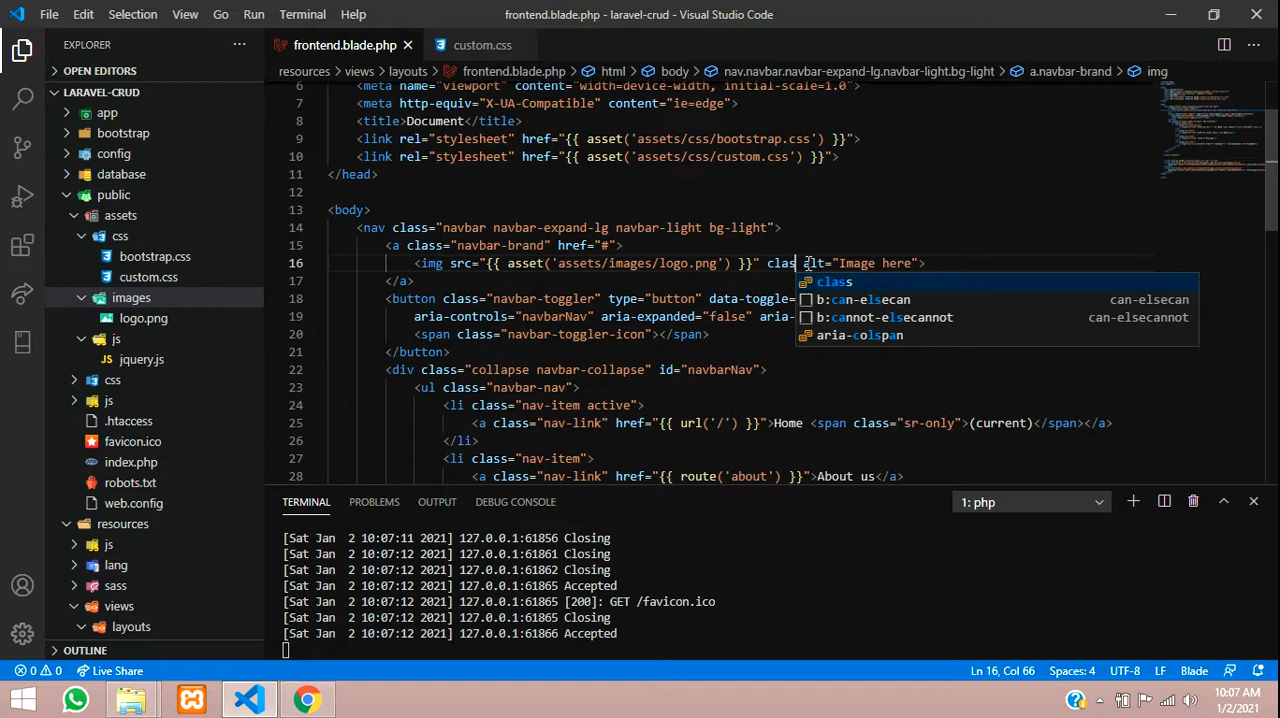 File Edit Selection View Go Run Terminal Help
frontend.blade.php - laravel-crud - Visual Studio Code
EXPLORER
OPEN EDITORS
LARAVEL-CRUD
app
bootstrap
config
database
public
assets
css
bootstrap.css
custom.css
images
logo.png
js
jquery.js
css
js
.htaccess
favicon.ico
index.php
robots.txt
web.config
resources
js
lang
sass
views
layouts
OUTLINE
frontend.blade.php custom.css
resources views layouts frontend.blade.php html body nav.navbar.navbar-expand-lg.navbar-light.bg-light a.navbar-brand img
6 <meta name="viewport" content="width=device-width, initial-scale=1.0">
7 <meta http-equiv="X-UA-Compatible" content="ie=edge">
8 <title>Document</title>
9 <link rel="stylesheet" href="{{ asset('assets/css/bootstrap.css') }}">
10 <link rel="stylesheet" href="{{ asset('assets/css/custom.css') }}">
11 </head>
12
13 <body>
14 <nav class="navbar navbar-expand-lg navbar-light bg-light">
15 <a class="navbar-brand" href="#">
16 <img src="{{ asset('assets/images/logo.png') }}" clas alt="Image here">
17 </a>
18 <button class="navbar-toggler" type="button" data-toggle=
19 aria-controls="navbarNav" aria-expanded="false" aria-
20 <span class="navbar-toggler-icon"></span>
21 </button>
22 <div class="collapse navbar-collapse" id="navbarNav">
23 <ul class="navbar-nav">
24 <li class="nav-item active">
25 <a class="nav-link" href="{{ url('/') }}">Home <span class="sr-only">(current)</span></a>
26 </li>
27 <li class="nav-item">
28 <a class="nav-link" href="{{ route('about') }}">About us</a>
class
b:can-elsecan can-elsecan
b:cannot-elsecannot can-elsecannot
aria-colspan
TERMINAL PROBLEMS OUTPUT DEBUG CONSOLE
1: php
[Sat Jan 2 10:07:11 2021] 127.0.0.1:61856 Closing
[Sat Jan 2 10:07:12 2021] 127.0.0.1:61861 Closing
[Sat Jan 2 10:07:12 2021] 127.0.0.1:61862 Closing
[Sat Jan 2 10:07:12 2021] 127.0.0.1:61865 Accepted
[Sat Jan 2 10:07:12 2021] 127.0.0.1:61865 [200]: GET /favicon.ico
[Sat Jan 2 10:07:12 2021] 127.0.0.1:61865 Closing
[Sat Jan 2 10:07:12 2021] 127.0.0.1:61866 Accepted
0 0 Live Share
Ln 16, Col 66 Spaces: 4 UTF-8 LF Blade
10:07 AM
1/2/2021